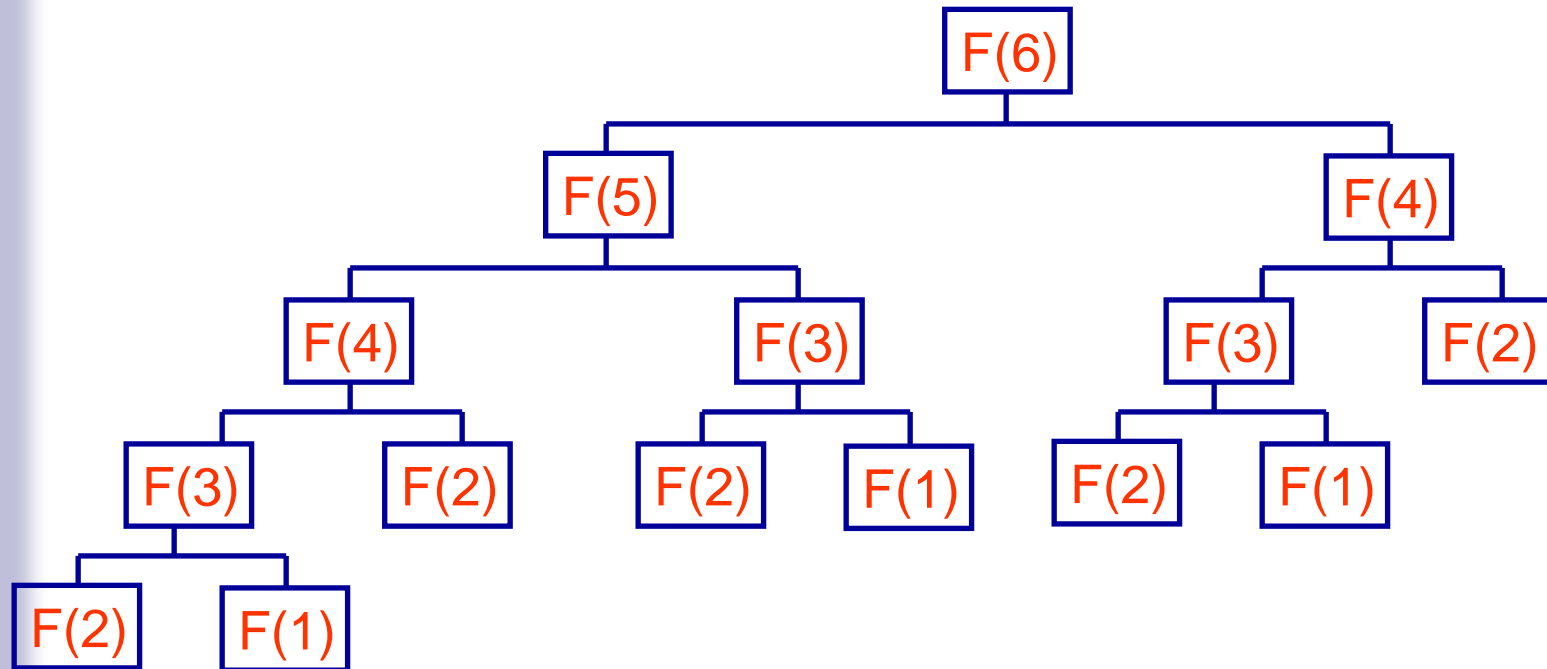 F(6)
F(5) F(4)
F(4) F(3) F(3) F(2)
F(3) F(2) F(2) F(1) F(2) F(1)
F(2) F(1)